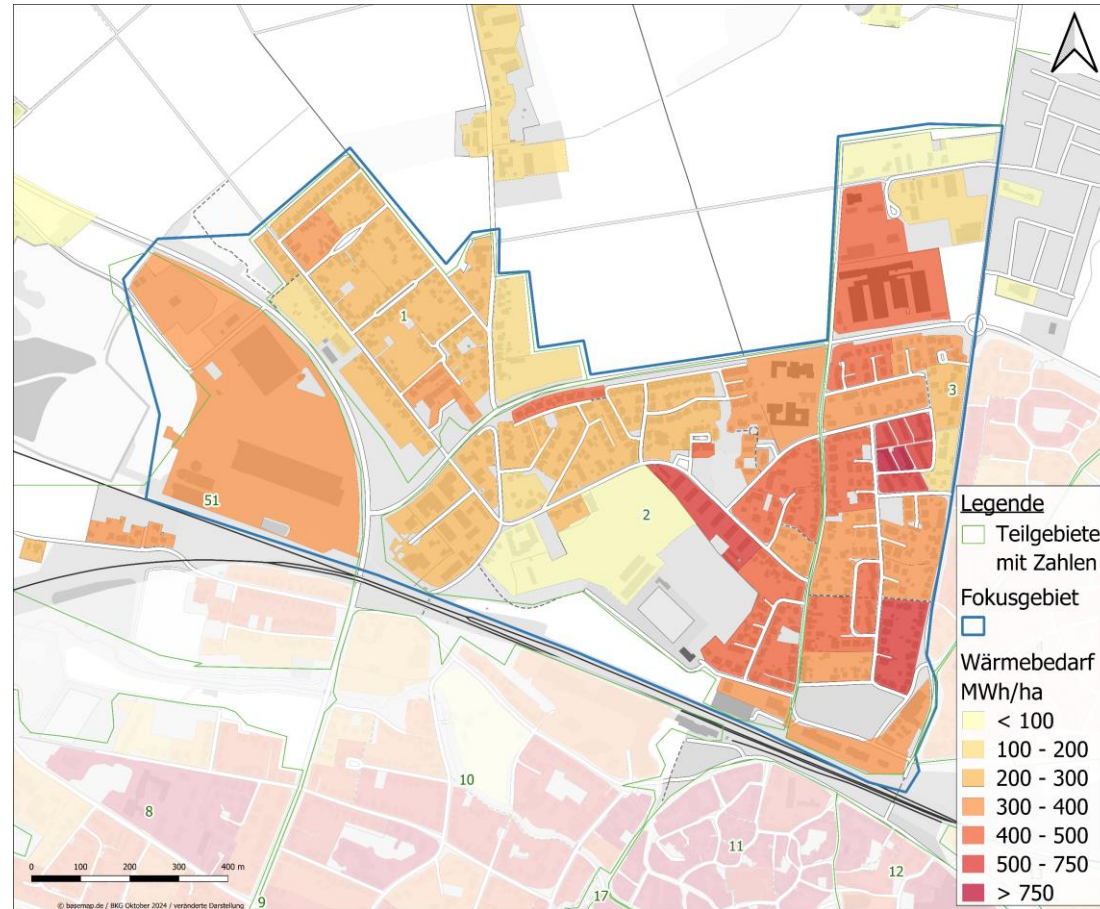 1
3
51
2
10
8
11
12
9
17
Legende
Teilgebiete
mit Zahlen
Fokusgebiet
Wärmebedarf
MWh/ha
< 100
100 - 200
200 - 300
300 - 400
400 - 500
500 - 750
> 750
0 100 200 300 400 m
© basemap.de / BKG Oktober 2024 / veränderte Darstellung